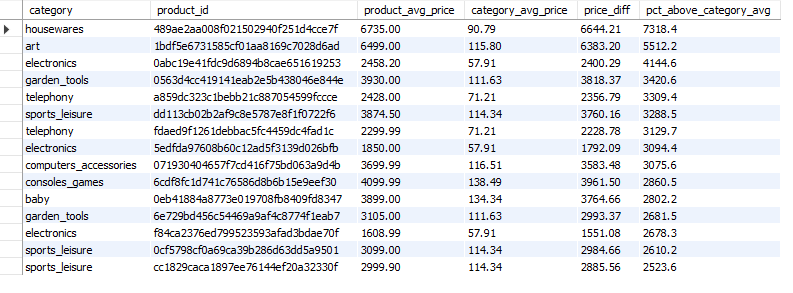 category product_id product_avg_price category_avg_price price_diff pct_above_category_avg
housewares 489ae2aa008f021502940f251d4cce7f 6735.00 90.79 6644.21 7318.4
art 1bdf5e6731585cf01aa8169c7028d6ad 6499.00 115.80 6383.20 5512.2
electronics 0abc19e41fdc9d6894b8cae651619253 2458.20 57.91 2400.29 4144.6
garden_tools 0563d4cc419141eab2e5b438046e844e 3930.00 111.63 3818.37 3420.6
telephony a859dc323c1bebb21c887054599fccce 2428.00 71.21 2356.79 3309.4
sports_leisure dd113cb02b2af9c8e5787e8f1f0722f6 3874.50 114.34 3760.16 3288.5
telephony fdaed9f1261debbac5fc4459dc4fad1c 2299.99 71.21 2228.78 3129.7
electronics 5edfda97608b60c12ad5f3139d026bfb 1850.00 57.91 1792.09 3094.4
computers_accessories 071930404657f7cd416f75bd063a9d4b 3699.99 116.51 3583.48 3075.6
consoles_games 6cdf8fc1d741c76586d8b6b15e9eef30 4099.99 138.49 3961.50 2860.5
baby 0eb41884a8773e019708fb8409fd8347 3899.00 134.34 3764.66 2802.2
garden_tools 6e729bd456c54469a9af4c8774f1eab7 3105.00 111.63 2993.37 2681.5
electronics f84ca2376ed799523593afad3bdae70f 1608.99 57.91 1551.08 2678.3
sports_leisure 0cf5798cf0a69ca39b286d63dd5a9501 3099.00 114.34 2984.66 2610.2
sports_leisure cc1829caca1897ee76144ef20a32330f 2999.90 114.34 2885.56 2523.6